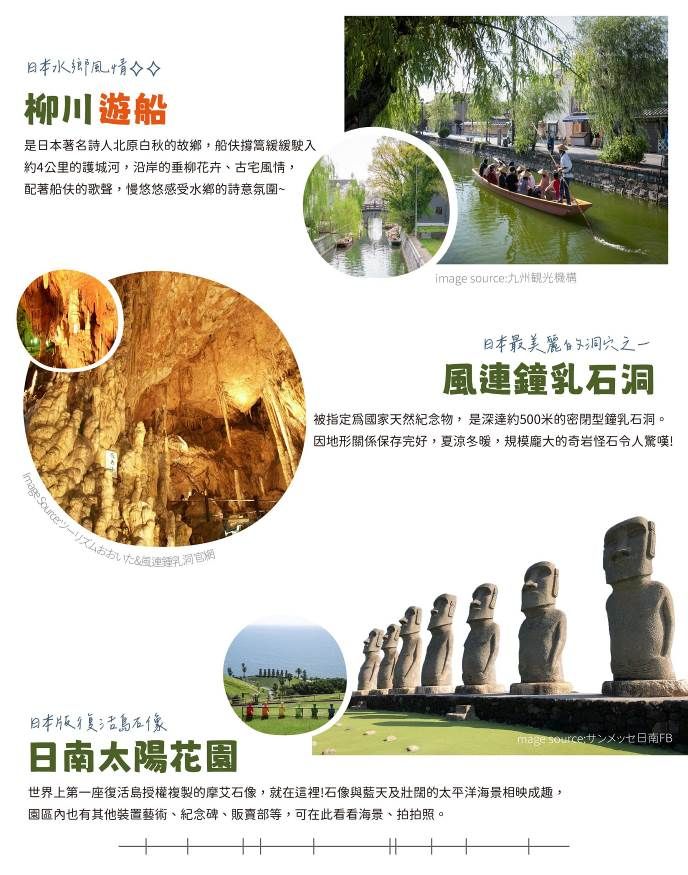 日本水鄉風情
柳川遊船
是日本著名詩人北原白秋的故鄉，船伕撐篙緩緩駛入
約4公里的護城河，沿岸的垂柳花卉、古宅風情，
配著船伕的歌聲，慢悠悠感受水鄉的詩意氛圍~
image source:九州観光機構
日本最美麗的洞穴之一
風連鐘乳石洞
被指定爲國家天然紀念物， 是深達約500米的密閉型鐘乳石洞。
因地形關係保存完好，夏涼冬暖，規模龐大的奇岩怪石令人驚嘆!
image Source:ツーリズムおおいた&風連鍾乳洞官網
日本版復活島石像
日南太陽花園
mage source:サンメッセ日南FB
世界上第一座復活島授權複製的摩艾石像，就在這裡!石像與藍天及壯闊的太平洋海景相映成趣，
園區內也有其他裝置藝術、紀念碑、販賣部等，可在此看看海景、拍拍照。